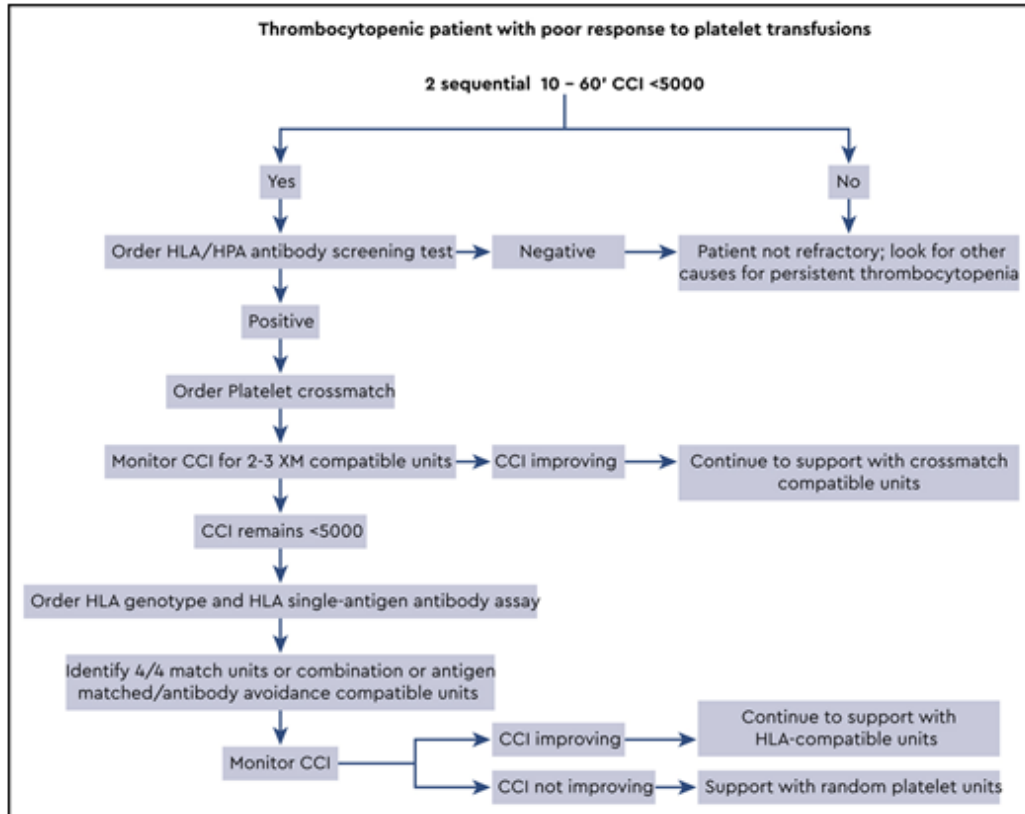 Thrombocytopenic patient with poor response to platelet transfusions
2 sequential 10 – 60' CCI <5000
Yes
No
Order HLA/HPA antibody screening test
Negative
Patient not refractory; look for other
causes for persistent thrombocytopenia
Positive
Order Platelet crossmatch
Monitor CCI for 2-3 XM compatible units
CCI improving
Continue to support with crossmatch
compatible units
CCI remains <5000
Order HLA genotype and HLA single-antigen antibody assay
Identify 4/4 match units or combination or antigen
matched/antibody avoidance compatible units
Monitor CCI
CCI improving
Continue to support with
HLA-compatible units
CCI not improving
Support with random platelet units